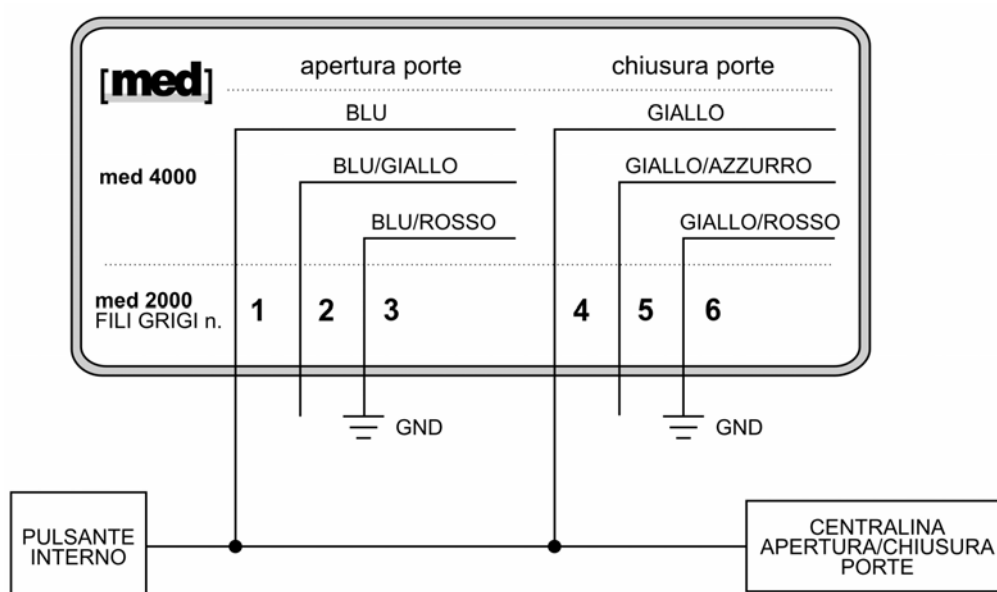 [med]
apertura porte
chiusura porte
BLU
GIALLO
med 4000
BLU/GIALLO
GIALLO/AZZURRO
BLU/ROSSO
GIALLO/ROSSO
med 2000
FILI GRIGI n.
1 2 3 4 5 6
GND
GND
PULSANTE
INTERNO
CENTRALINA
APERTURA/CHIUSURA
PORTE